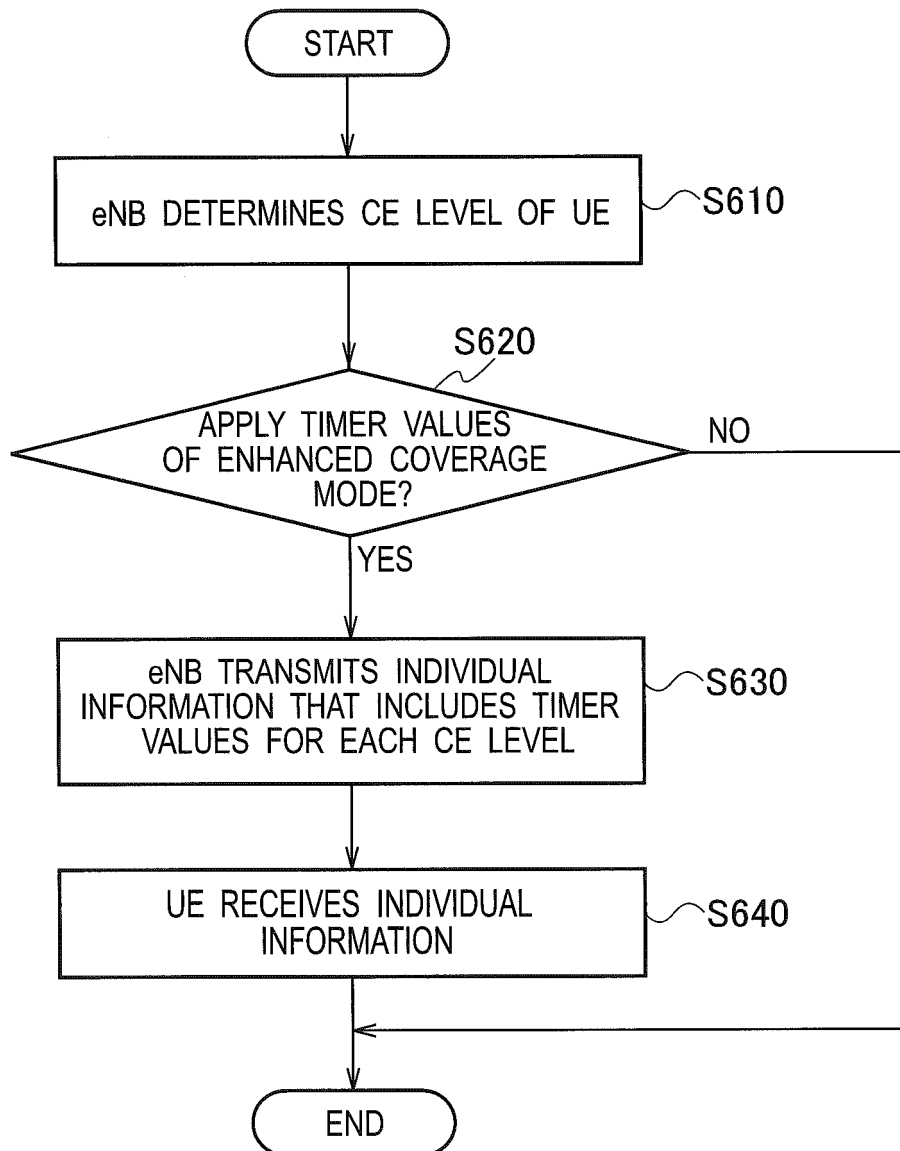 START
eNB DETERMINES CE LEVEL OF UE
S610
S620
APPLY TIMER VALUES
OF ENHANCED COVERAGE
MODE?
NO
YES
eNB TRANSMITS INDIVIDUAL
INFORMATION THAT INCLUDES TIMER
VALUES FOR EACH CE LEVEL
S630
UE RECEIVES INDIVIDUAL
INFORMATION
S640
END